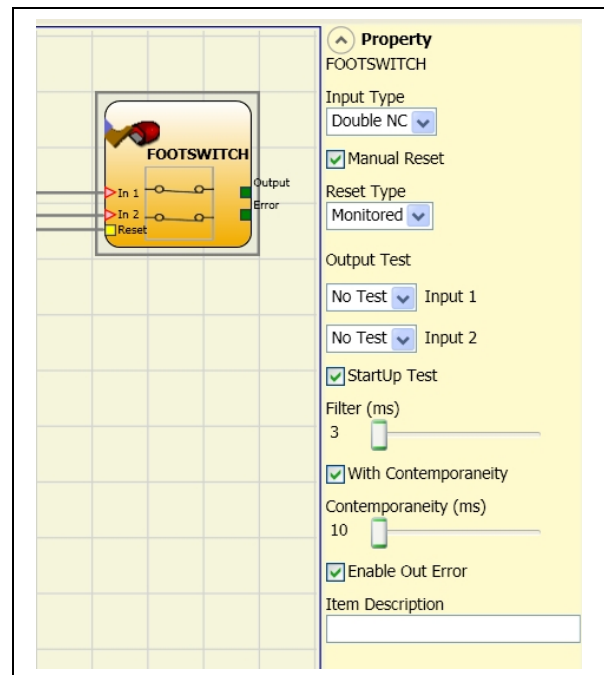 FOOTSWITCH
In 1
In 2
Reset
Output
Error
Property
FOOTSWITCH
Input Type
Double NC
Manual Reset
Reset Type
Monitored
Output Test
No Test Input 1
No Test Input 2
StartUp Test
Filter (ms)
3
With Contemporaneity
Contemporaneity (ms)
10
Enable Out Error
Item Description